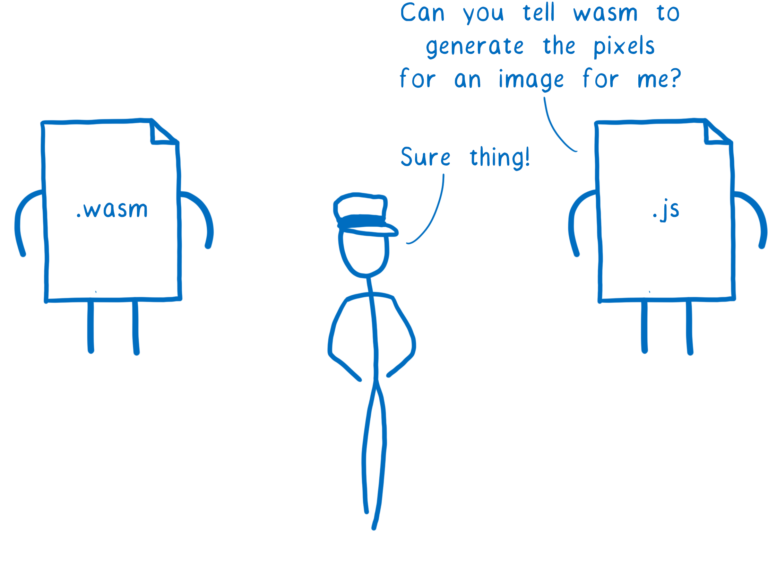 Can you tell wasm to
generate the pixels
for an image for me?
Sure thing!
.wasm
.js